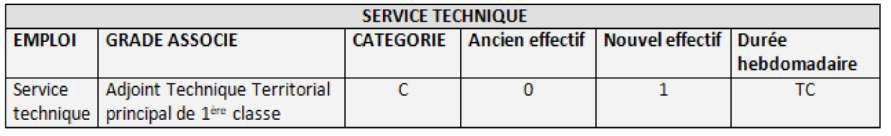 SERVICE TECHNIQUE
EMPLOI GRADE ASSOCIE CATEGORIE Ancien effectif Nouvel effectif Durée
hebdomadaire
Service Adjoint Technique Territorial C 0 1 TC
technique principal de 1ère classe